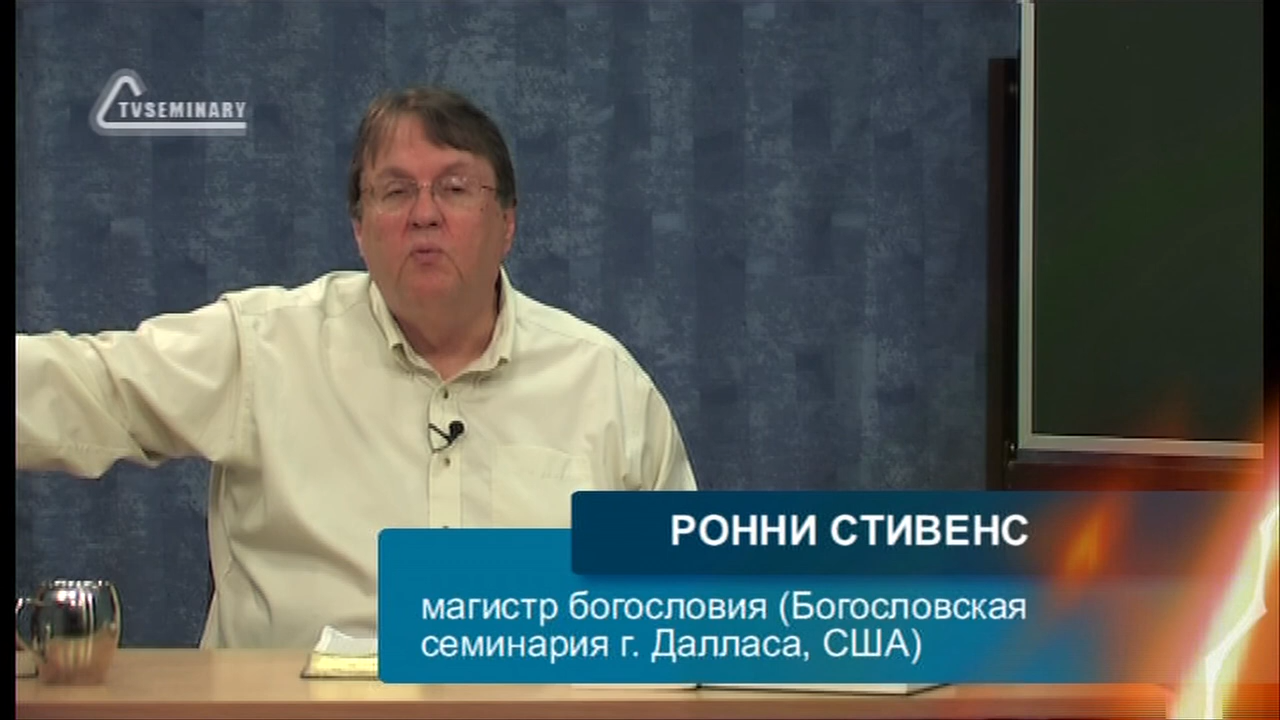 TVSEMINARY
РОННИ СТИВЕНС
магистр богословия (Богословская
семинария г. Далласа, США)